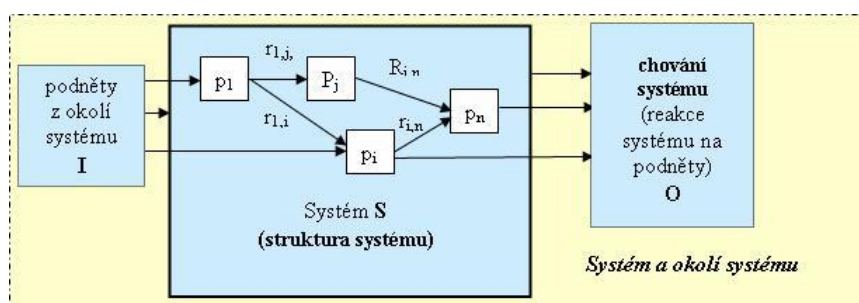 podněty
z okolí
systému
I
r1,j,
p1
Pj
Ri n
r1,i
ri,n
pn
pi
Systém S
(struktura systému)
chování
systému
(reakce
systému na
podněty)
O
Systém a okolí systému